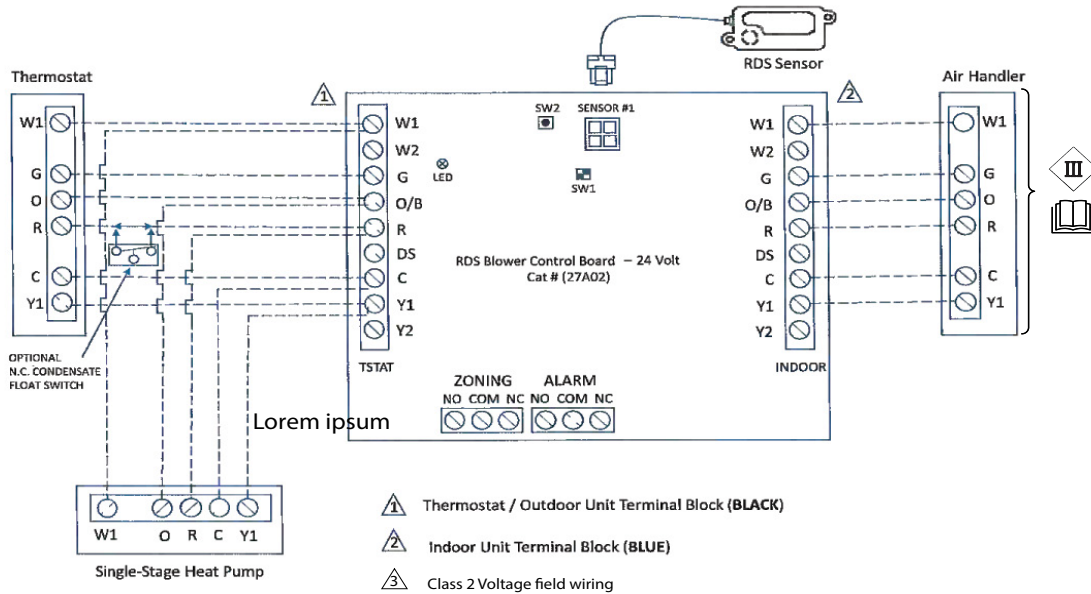 RDS Sensor
Thermostat
Air Handler
1
2
W1
G
O
R
C
Y1
OPTIONAL
N.C. CONDENSATE
FLOAT SWITCH
W1
W2
G
O/B
R
DS
C
Y1
Y2
TSTAT
SW2
SENSOR #1
LED
SW1
RDS Blower Control Board – 24 Volt
Cat # (27A02)
ZONING ALARM
NO COM NC NO COM NC
W1
W2
G
O/B
R
DS
C
Y1
Y2
INDOOR
W1
G
O
R
C
Y1
III
Lorem ipsum
W1 O R C Y1
Single-Stage Heat Pump
1 Thermostat / Outdoor Unit Terminal Block (BLACK)
2 Indoor Unit Terminal Block (BLUE)
3 Class 2 Voltage field wiring